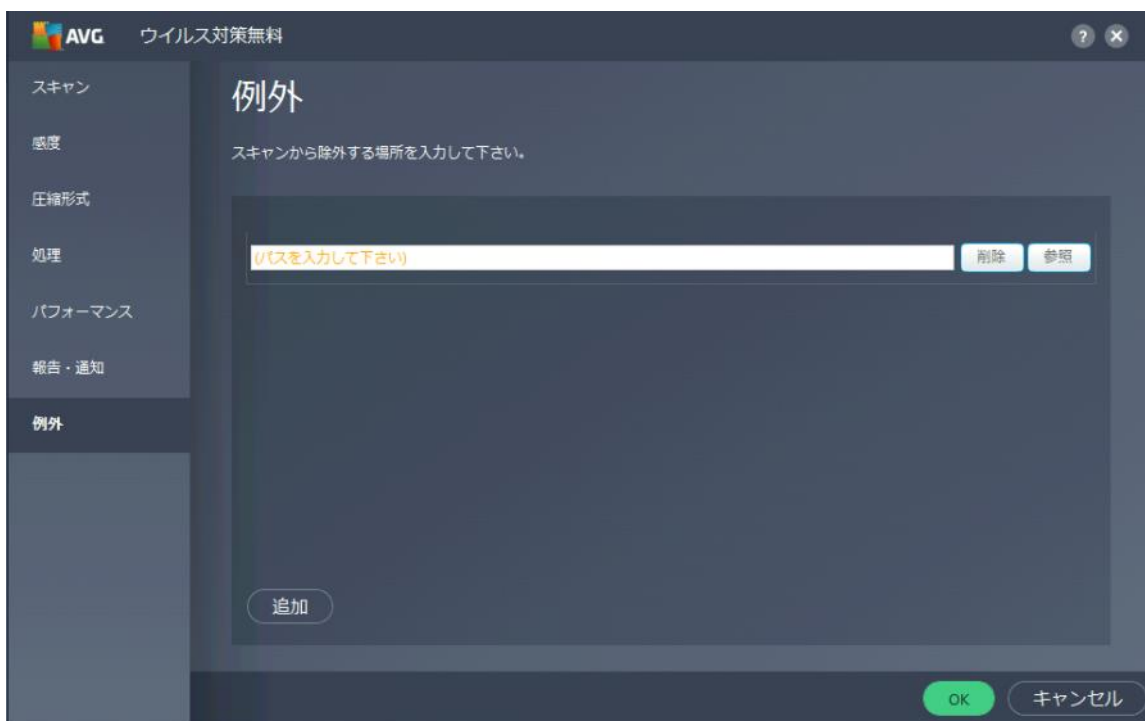 AVG ウイルス対策無料 ?
スキャン
感度
圧縮形式
処理
パフォーマンス
報告・通知
例外
例外
スキャンから除外する場所を入力して下さい。
(パスを入力して下さい) 削除 参照
追加
OK キャンセル